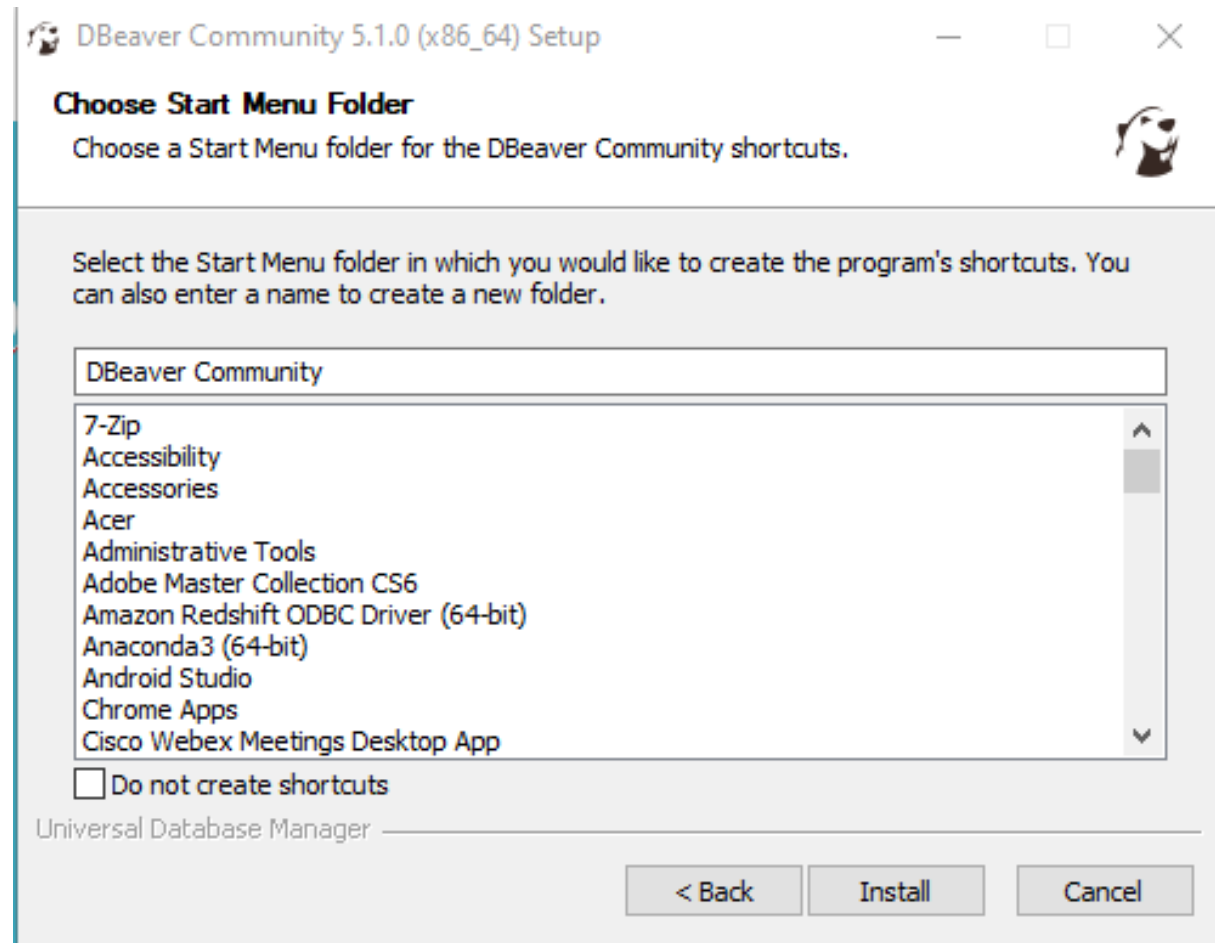 DBeaver Community 5.1.0 (x86_64) Setup
Choose Start Menu Folder
Choose a Start Menu folder for the DBeaver Community shortcuts.
Select the Start Menu folder in which you would like to create the program's shortcuts. You
can also enter a name to create a new folder.
DBeaver Community
7-Zip
Accessibility
Accessories
Acer
Administrative Tools
Adobe Master Collection CS6
Amazon Redshift ODBC Driver (64-bit)
Anaconda3 (64-bit)
Android Studio
Chrome Apps
Cisco Webex Meetings Desktop App
Do not create shortcuts
Universal Database Manager
< Back Install Cancel